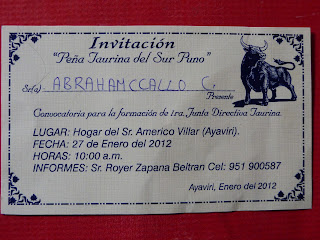 Invitación
"Peña Taurina del Sur Puno"
Sr(a) ABRAHAM CCALLO C.
Presente
Convocatoria para la formación de 1ra. Junta Directiva Taurina
LUGAR: Hogar del Sr. Americo Villar (Ayaviri).
FECHA: 27 de Enero del 2012
HORAS: 10:00 a.m.
INFORMES: Sr. Royer Zapana Beltran Cel: 951 900587
Ayaviri, Enero del 2012